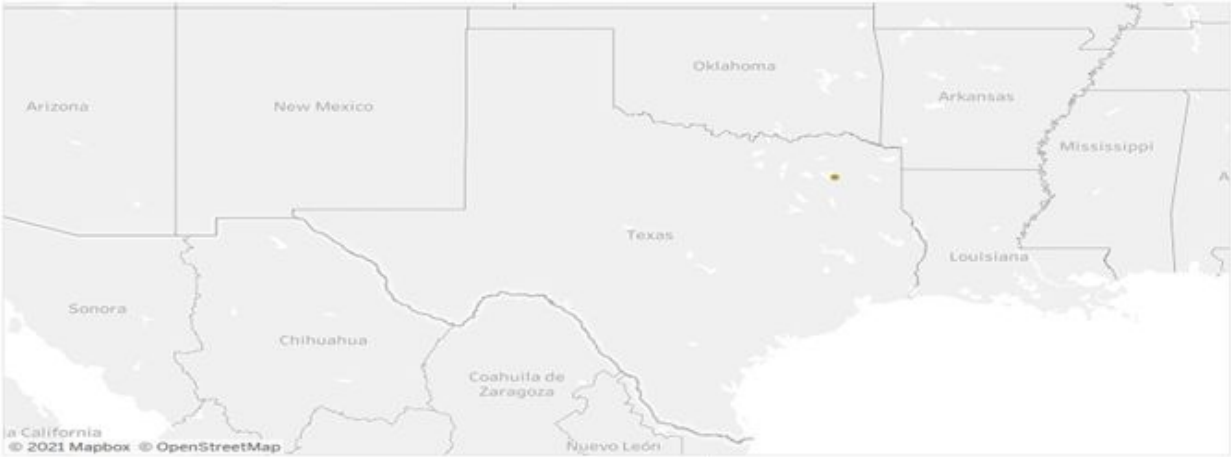 Oklahoma
Arkansas
Arizona
New Mexico
Mississippi
A
Texas
Louisiana
Sonora
Chihuahua
Coahuila de
Zaragoza
a California
Nuevo León
© 2021 Mapbox © OpenStreetMap